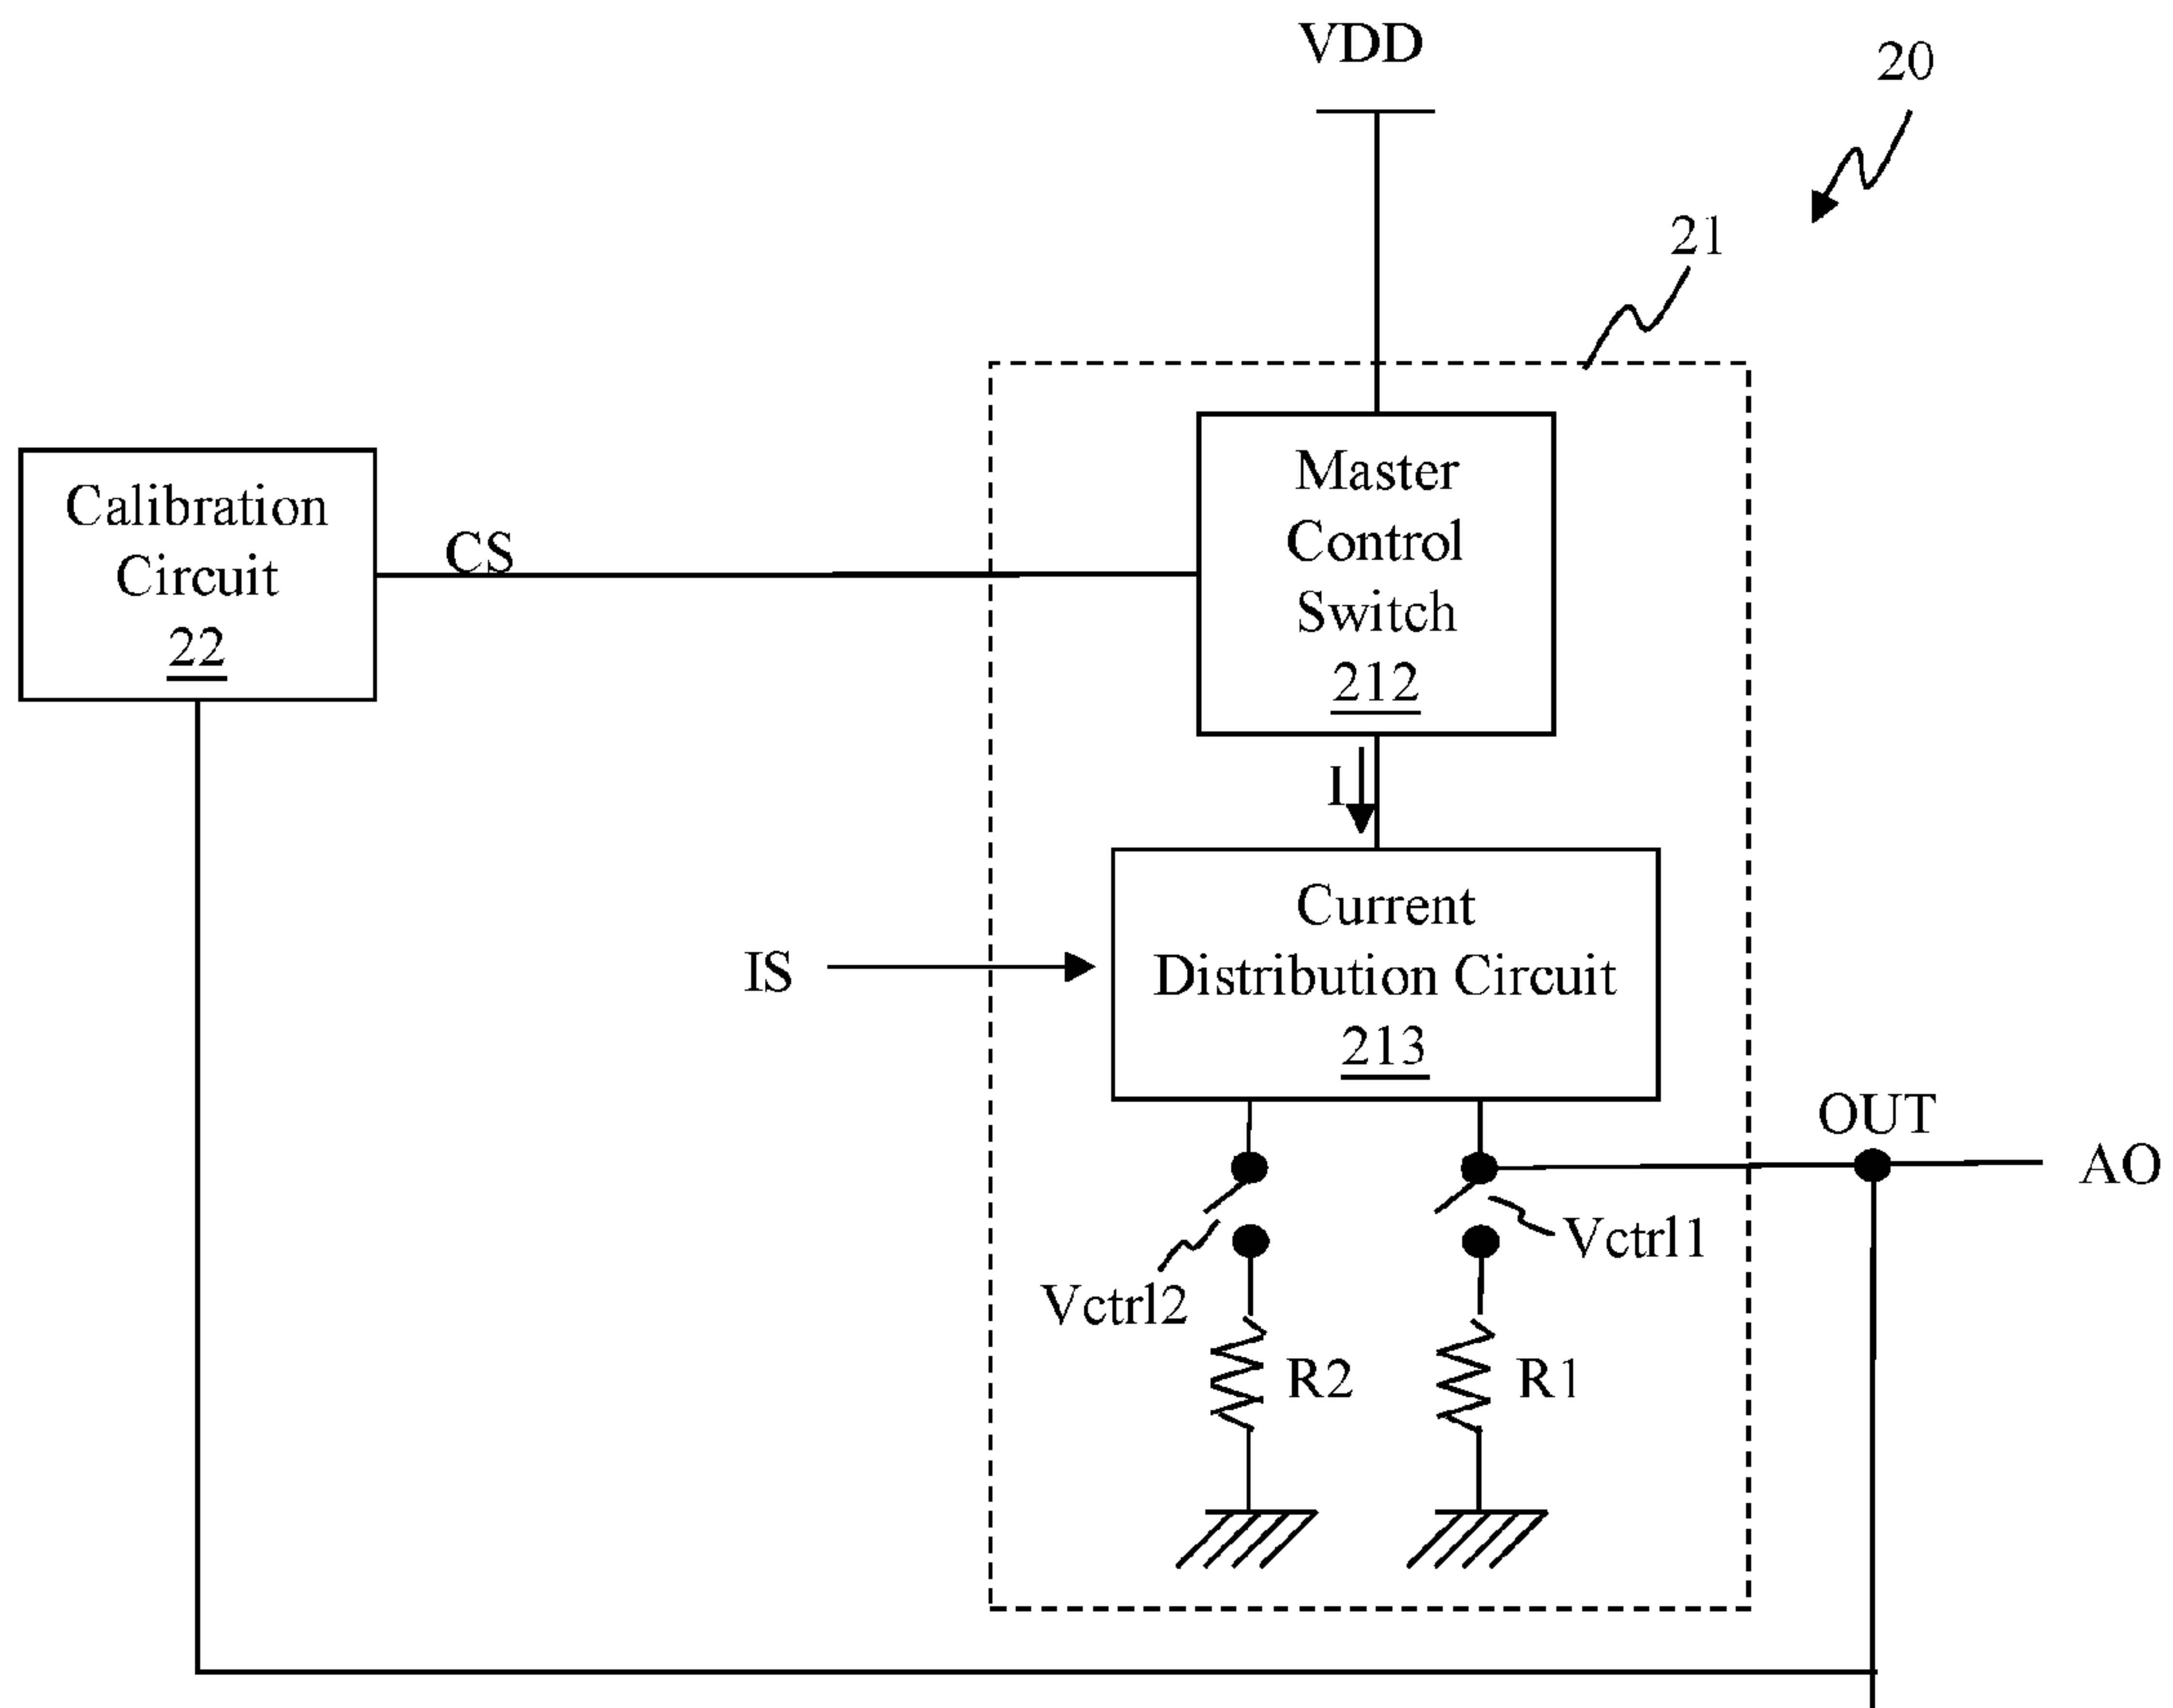 VDD
20
21
Calibration
Circuit
22
CS
Master
Control
Switch
212
I
Current
Distribution Circuit
213
IS
OUT
AO
Vctrl1
Vctrl2
R2
R1